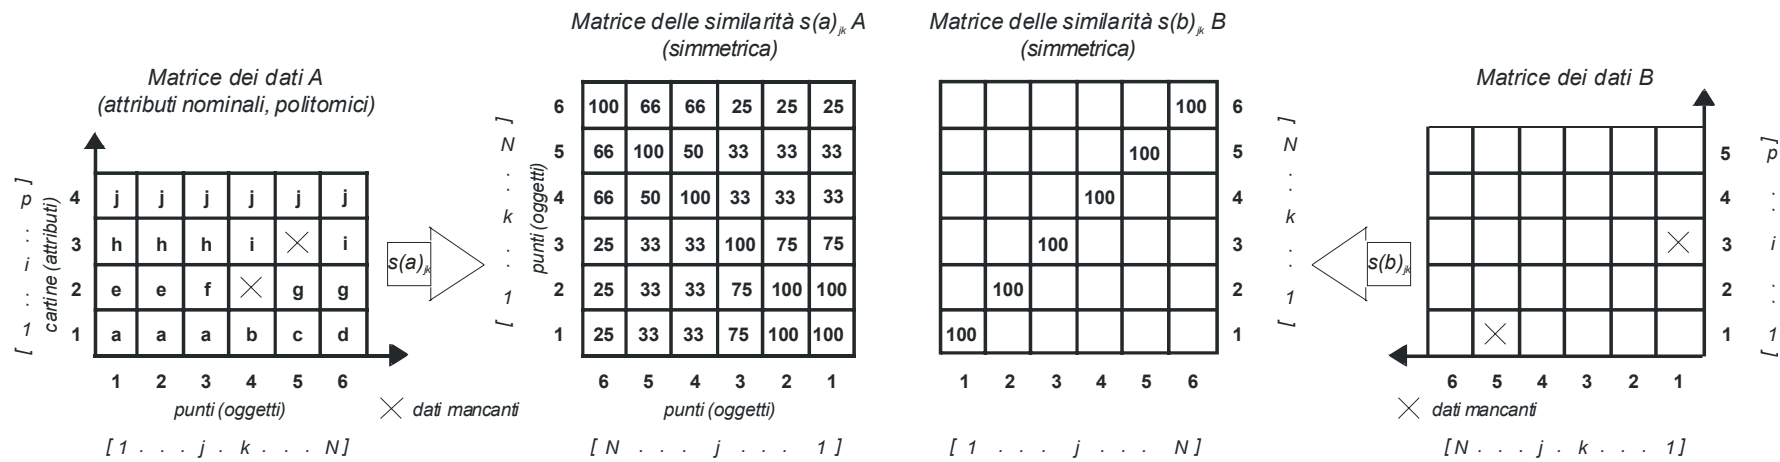 Matrice dei dati A
(attributi nominali, politomici)
p
:
i
:
1
[ ]
cartine (attributi)
4 j j j j j j
3 h h h i i
2 e e f g g
1 a a a b c d
1 2 3 4 5 6
punti (oggetti)
dati mancanti
[ 1 . . . j . k . . . N ]
s(a)jk
Matrice delle similarità s(a)jk A
(simmetrica)
[ 1 . . k . . N ]
punti (oggetti)
6 100 66 66 25 25 25
5 66 100 50 33 33 33
4 66 50 100 33 33 33
3 25 33 33 100 75 75
2 25 33 33 75 100 100
1 25 33 33 75 100 100
6 5 4 3 2 1
punti (oggetti)
[ N . . . j . . . 1 ]
Matrice delle similarità s(b)jk B
(simmetrica)
100 6
100 5
100 4
100 3
100 2
100 1
1 2 3 4 5 6
[ 1 . . . j . . . N ]
[ 1 . . k . . N ]
s(b)jk
Matrice dei dati B
5
4
3
2
1
6 5 4 3 2 1
dati mancanti
[ N . . . j . k . . . 1 ]
[ 1 : i : p ]